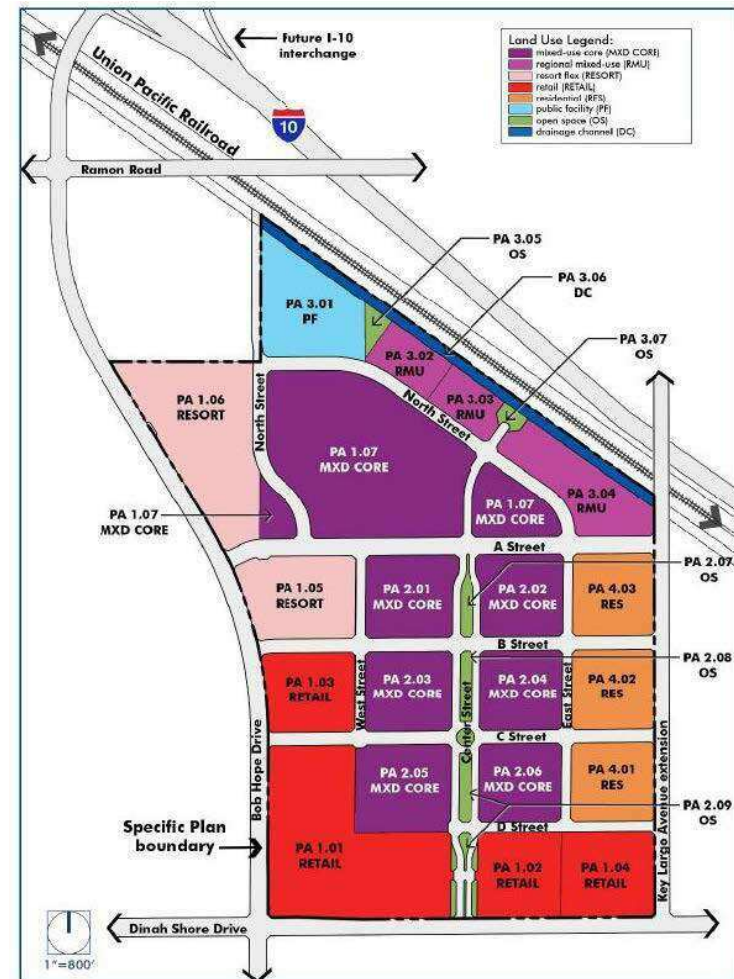 Future I-10
interchange
Land Use Legend:
mixed-use core (MXD CORE)
regional mixed-use (RMU)
resort flex (RESORT)
retail (RETAIL)
residential (RES)
public facility (PF)
open space (OS)
drainage channel (DC)
Union Pacific Railroad
10
Ramon Road
PA 3.05
OS
PA 3.06
DC
PA 3.07
OS
PA 3.01
PF
PA 3.02
RMU
PA 3.03
RMU
PA 3.04
RMU
North Street
North Street
PA 1.06
RESORT
PA 1.07
MXD CORE
PA 1.07
MXD CORE
PA 1.07
MXD CORE
A Street
PA 2.07
OS
PA 1.05
RESORT
PA 2.01
MXD CORE
PA 2.02
MXD CORE
PA 4.03
RES
B Street
PA 2.08
OS
PA 1.03
RETAIL
West Street
PA 2.03
MXD CORE
Center Street
PA 2.04
MXD CORE
East Street
PA 4.02
RES
C Street
PA 2.05
MXD CORE
PA 2.06
MXD CORE
PA 4.01
RES
PA 2.09
OS
D Street
Bob Hope Drive
Key Largo Avenue extension
Specific Plan
boundary
PA 1.01
RETAIL
PA 1.02
RETAIL
PA 1.04
RETAIL
Dinah Shore Drive
1"=800'